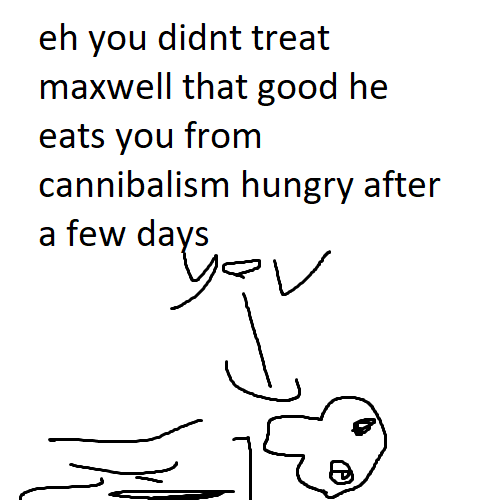 eh you didnt treat
maxwell that good he
eats you from
cannibalism hungry after
a few days